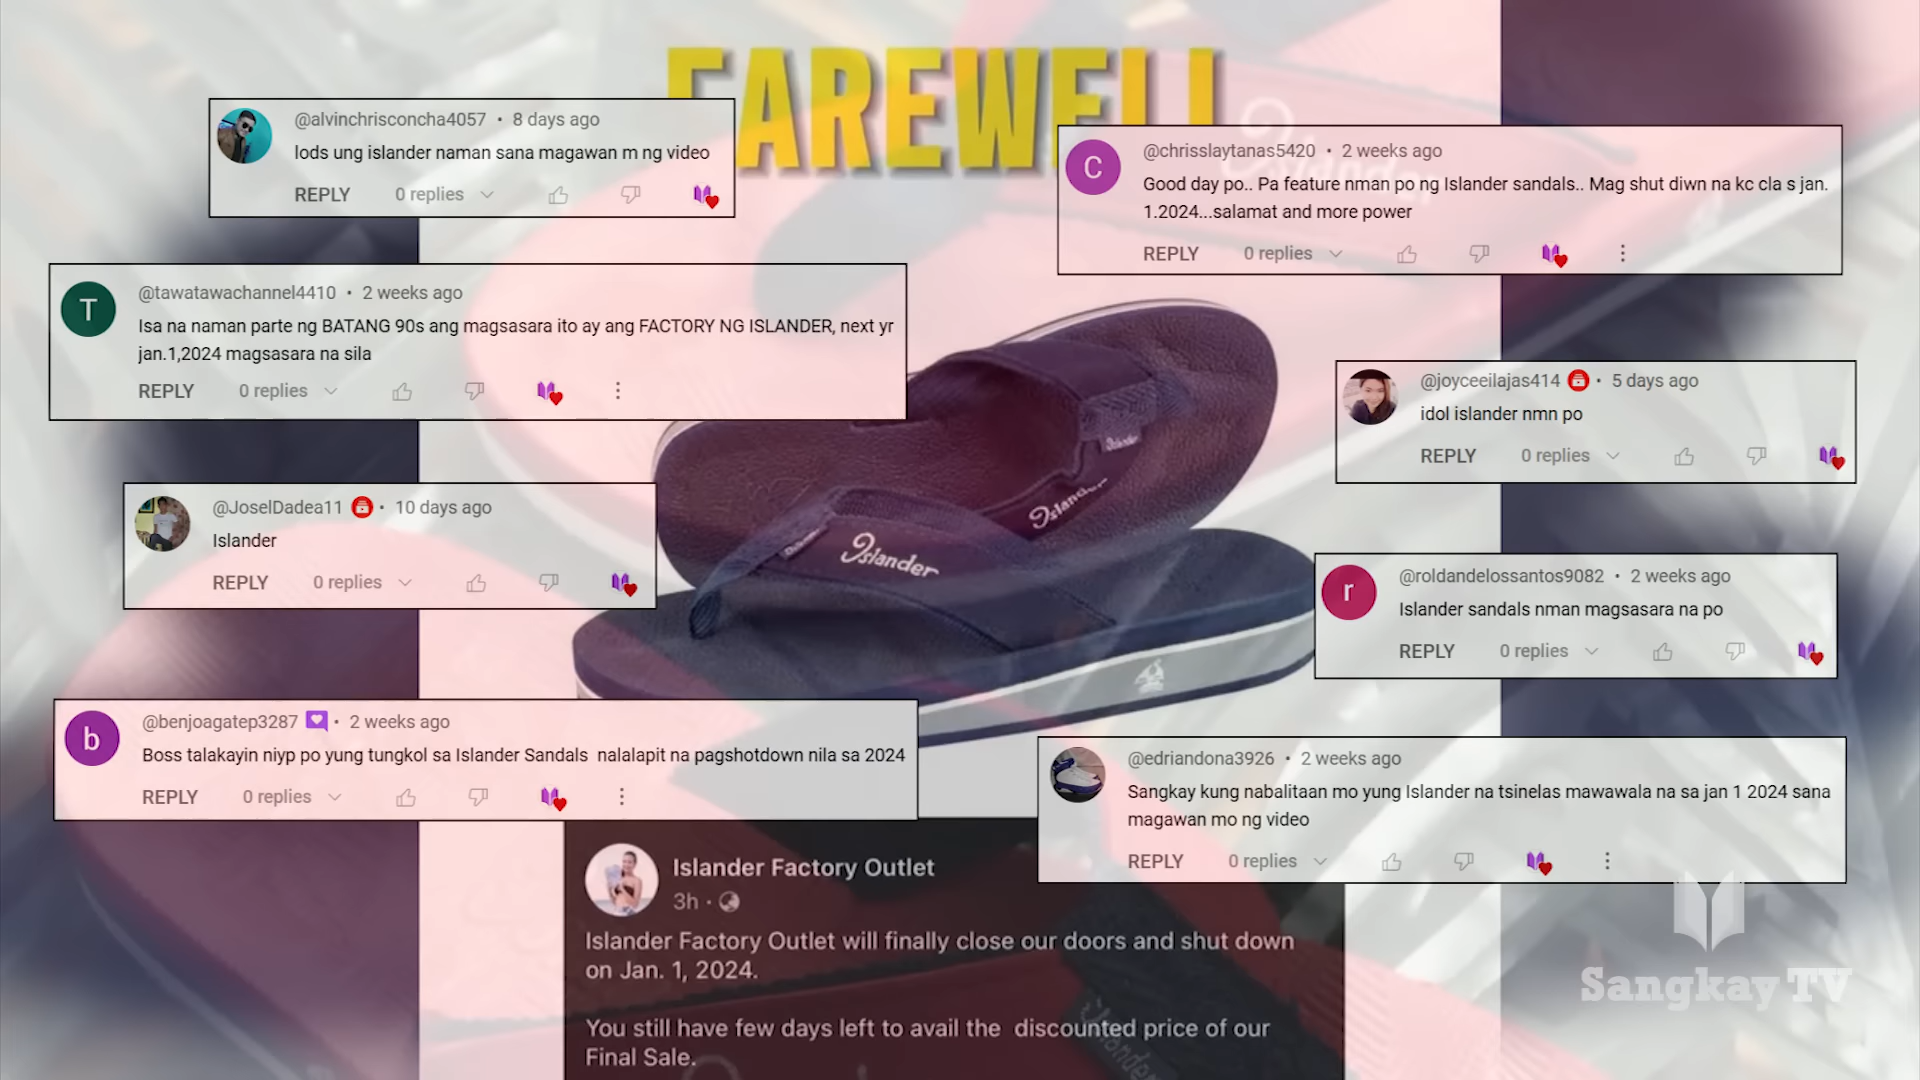 FAREWELL
@alvinchrisconcha4057 • 8 days ago
lods ung islander naman sana magawan m ng video
REPLY 0 replies
@chrisslaytanas5420 • 2 weeks ago
Good day po.. Pa feature nman po ng Islander sandals.. Mag shut diwn na kc cla s jan.
1.2024...salamat and more power
REPLY 0 replies
Islander
@tawatawachannel4410 • 2 weeks ago
Isa na naman parte ng BATANG 90s ang magsasara ito ay ang FACTORY NG ISLANDER, next yr
jan.1,2024 magsasara na sila
REPLY 0 replies
@joyceeilajas414 • 5 days ago
idol islander nmn po
REPLY 0 replies
@JoselDadea11 • 10 days ago
Islander
REPLY 0 replies
Islander
Islander
Islander
@roldandelossantos9082 • 2 weeks ago
Islander sandals nman magsasara na po
REPLY 0 replies
@benjoagatep3287 • 2 weeks ago
Boss talakayin niyp po yung tungkol sa Islander Sandals nalalapit na pagshotdown nila sa 2024
REPLY 0 replies
@edriandona3926 • 2 weeks ago
Sangkay kung nabalitaan mo yung Islander na tsinelas mawawala na sa jan 1 2024 sana
magawan mo ng video
REPLY 0 replies
Islander Factory Outlet
3h
Islander Factory Outlet will finally close our doors and shut down
on Jan. 1, 2024.
You still have few days left to avail the discounted price of our
Final Sale.
Islander
Sangkay TV